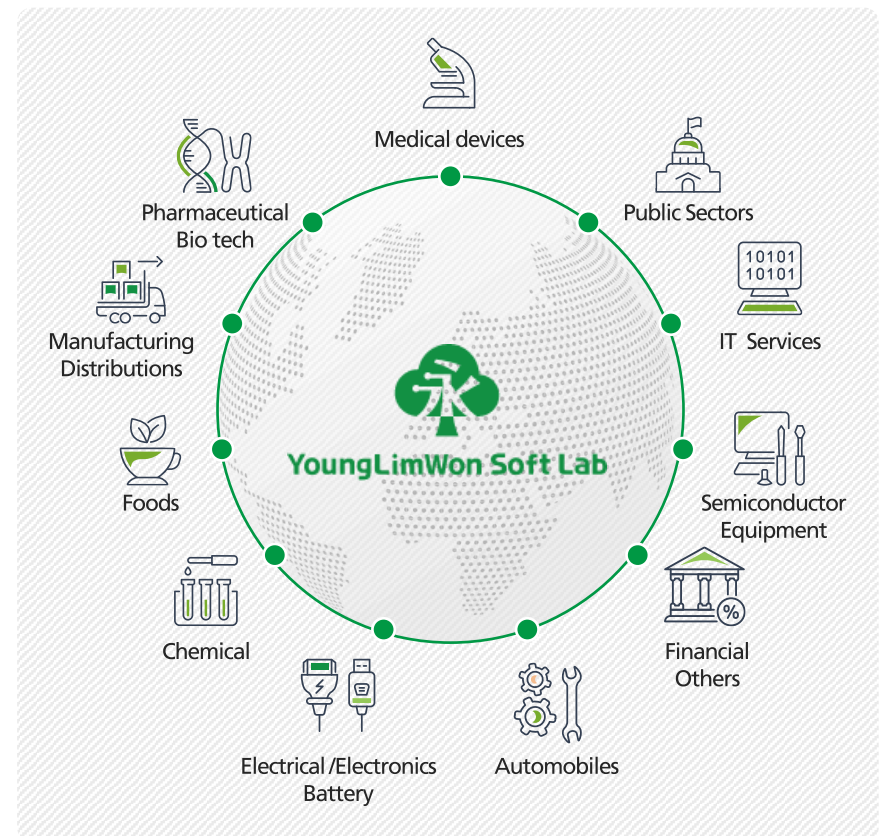 Medical devices
Pharmaceutical
Bio tech
Public Sectors
10101
10101
Manufacturing
Distributions
IT  Services
永
YoungLimWon Soft Lab
Foods
Semiconductor
Equipment
Chemical
%
Financial
Others
Electrical /Electronics
Battery
Automobiles